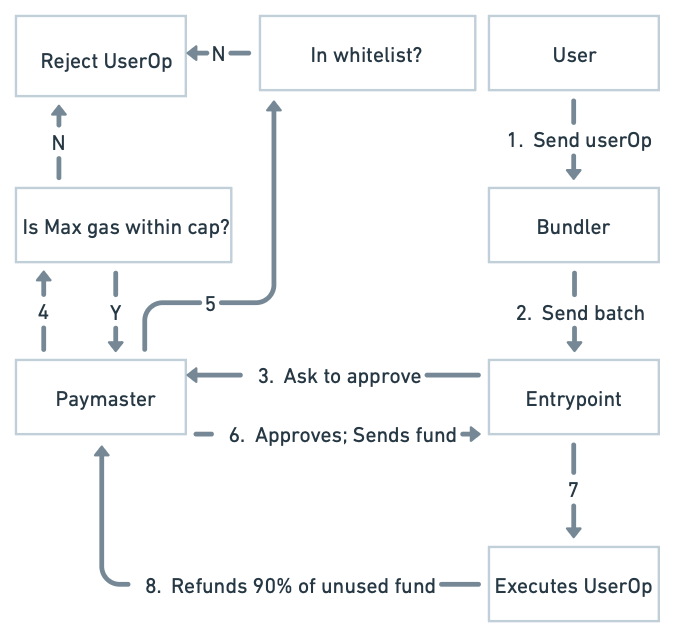 Reject UserOp
N
In whitelist?
User
N
1. Send userOp
Is Max gas within cap?
Bundler
4
Y
5
2. Send batch
Paymaster
3. Ask to approve
Entrypoint
6. Approves; Sends fund
7
8. Refunds 90% of unused fund
Executes UserOp